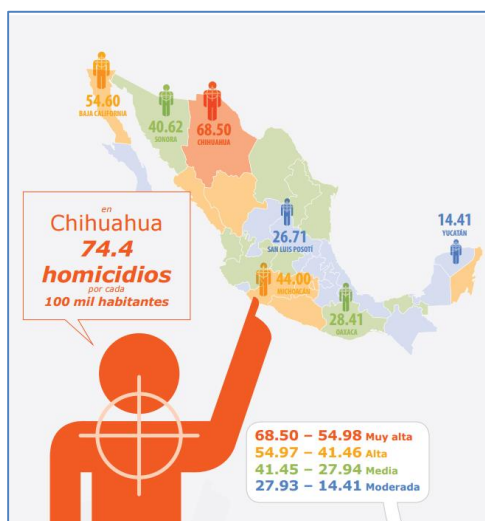 54.60
BAJA CALIFORNIA
40.62
SONORA
68.50
CHIHUAHUA
en
Chihuahua
74.4
homicidios
por cada
100 mil habitantes
26.71
SAN LUIS POSOTÍ
14.41
YUCATÁN
44.00
MICHOACÁN
28.41
OAXACA
68.50 – 54.98 Muy alta
54.97 – 41.46 Alta
41.45 – 27.94 Media
27.93 – 14.41 Moderada